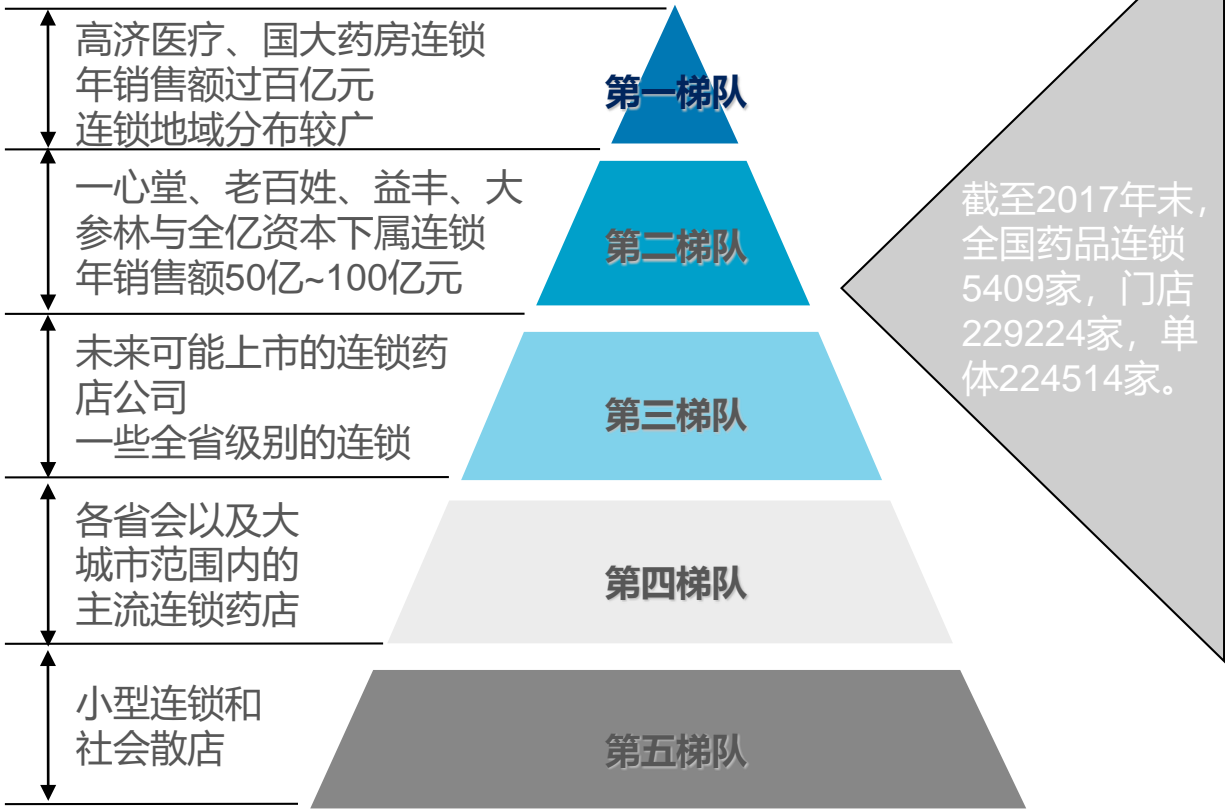 高济医疗、国大药房连锁
年销售额过百亿元
连锁地域分布较广
第一梯队
一心堂、老百姓、益丰、大
参林与全亿资本下属连锁
年销售额50亿~100亿元
第二梯队
截至2017年末，
全国药品连锁
5409家，门店
229224家，单
体224514家。
未来可能上市的连锁药
店公司
一些全省级别的连锁
第三梯队
各省会以及大
城市范围内的
主流连锁药店
第四梯队
小型连锁和
社会散店
第五梯队